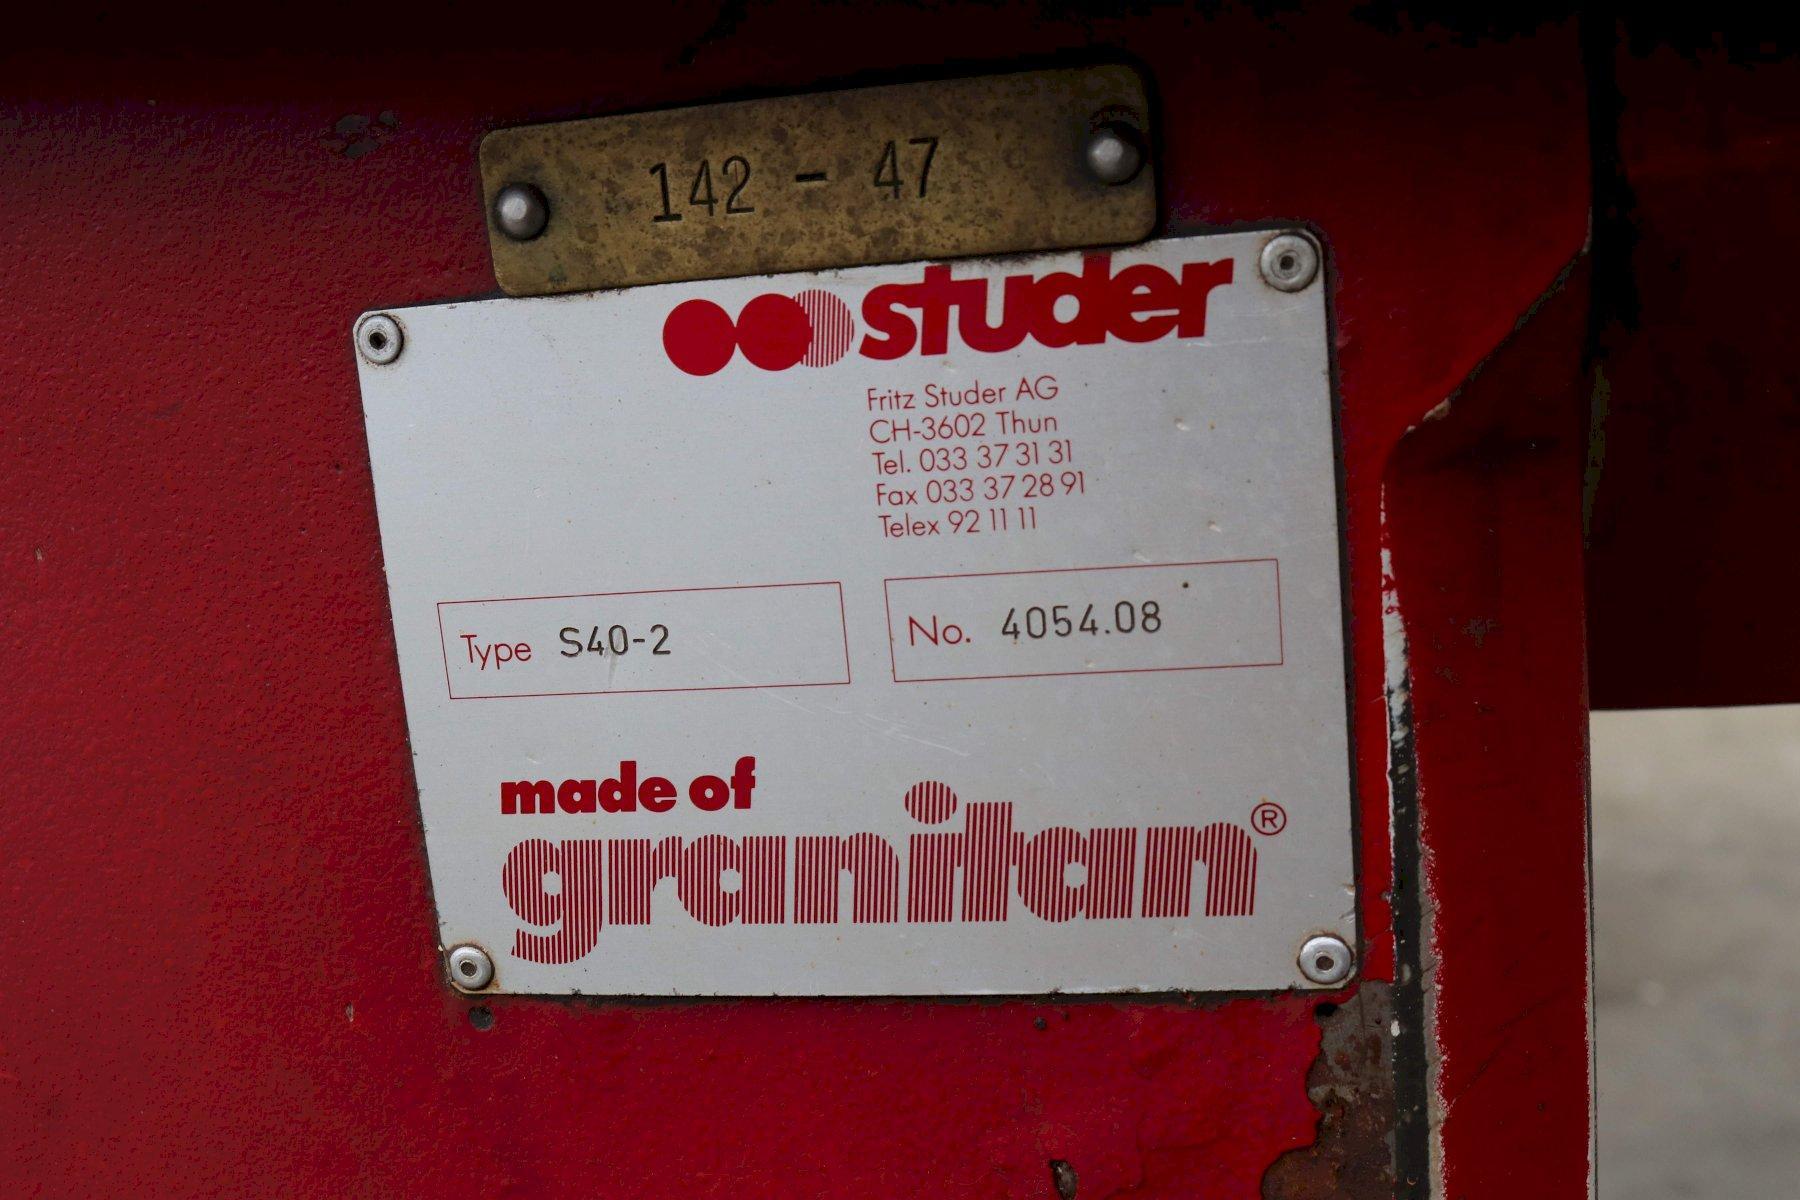 142 - 47
studer
Fritz Studer AG
CH-3602 Thun
Tel. 033 37 31 31
Fax 033 37 28 91
Telex 92 11 11
Type S40-2
No. 4054.08
made of
granitan®